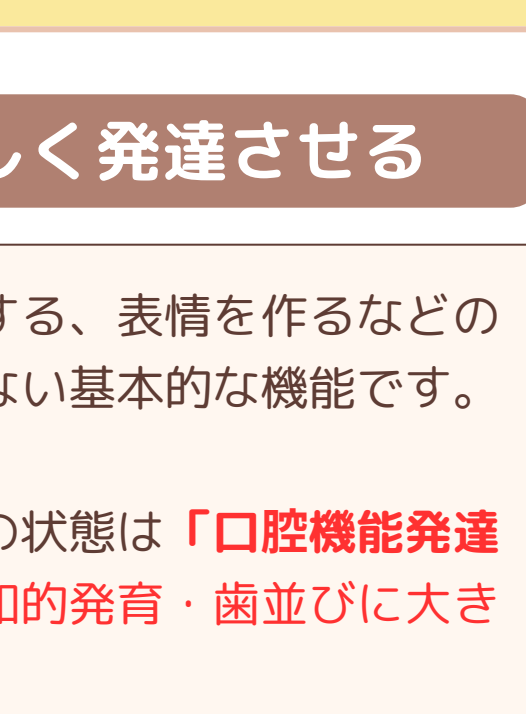 しく発達させる
する、表情を作るなどの
ない基本的な機能です。
の状態は「口腔機能発達
知的発育・歯並びに大き